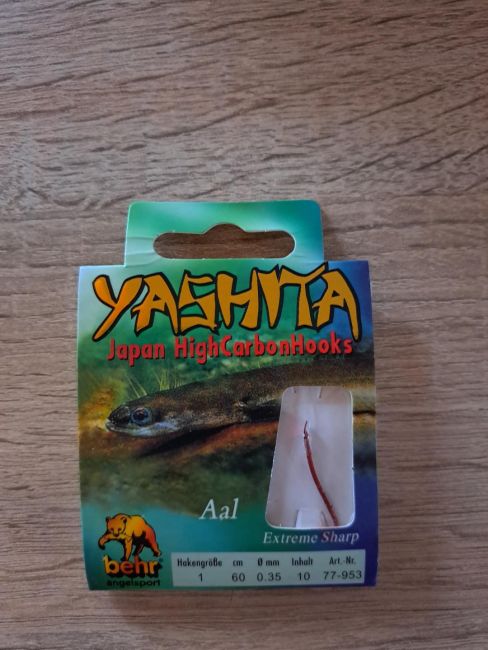 YASHITA
Japan HighCarbonHooks
Aal
Extreme Sharp
behr
angelsport
Hakengröße cm Ø mm Inhalt Art.-Nr.
1 60 0.35 10 77-953